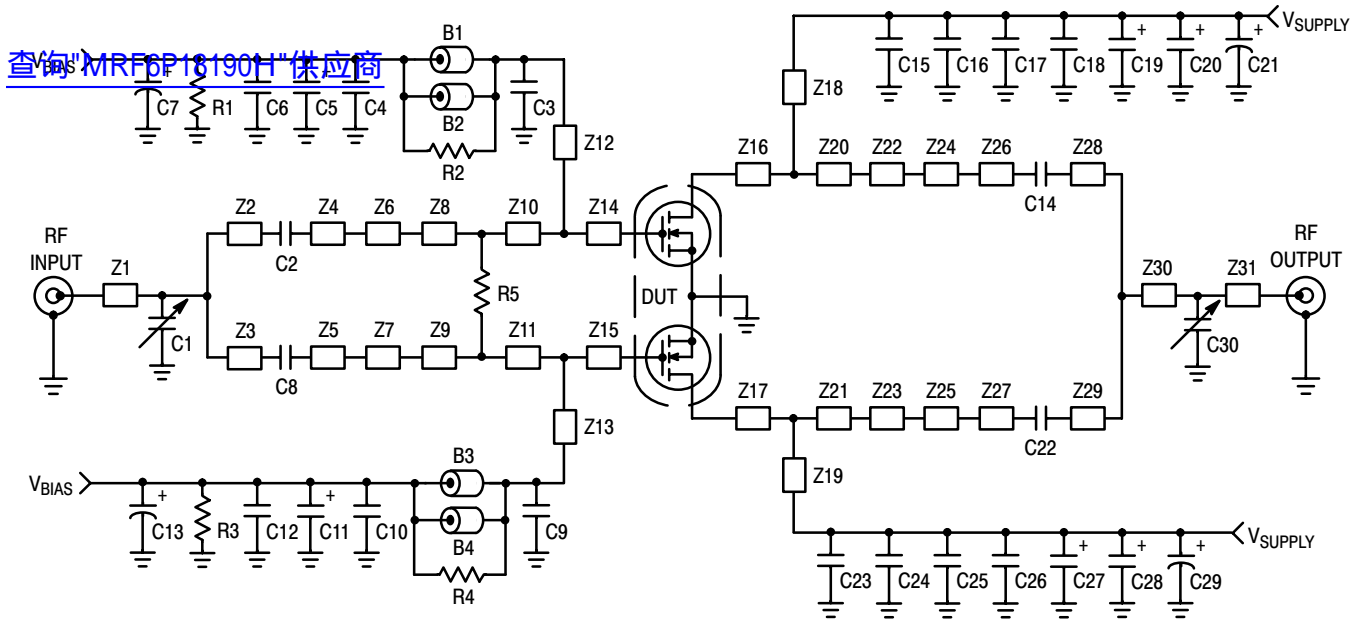 B1
V_SUPPLY
查询"MRF6P18190H"供应商
V_BIAS
+
C7
R1
C6
C5
C4
B2
C3
R2
Z12
Z18
C15
C16
C17
C18
+
C19
+
C20
+
C21
Z16
Z20
Z22
Z24
Z26
C14
Z28
Z2
C2
Z4
Z6
Z8
Z10
Z14
RF
INPUT
Z1
C1
R5
DUT
Z30
C30
Z31
RF
OUTPUT
Z3
C8
Z5
Z7
Z9
Z11
Z15
Z17
Z21
Z23
Z25
Z27
C22
Z29
Z13
Z19
V_BIAS
+
C13
R3
C12
+
C11
C10
B3
B4
R4
C9
V_SUPPLY
C23
C24
C25
C26
+
C27
+
C28
+
C29